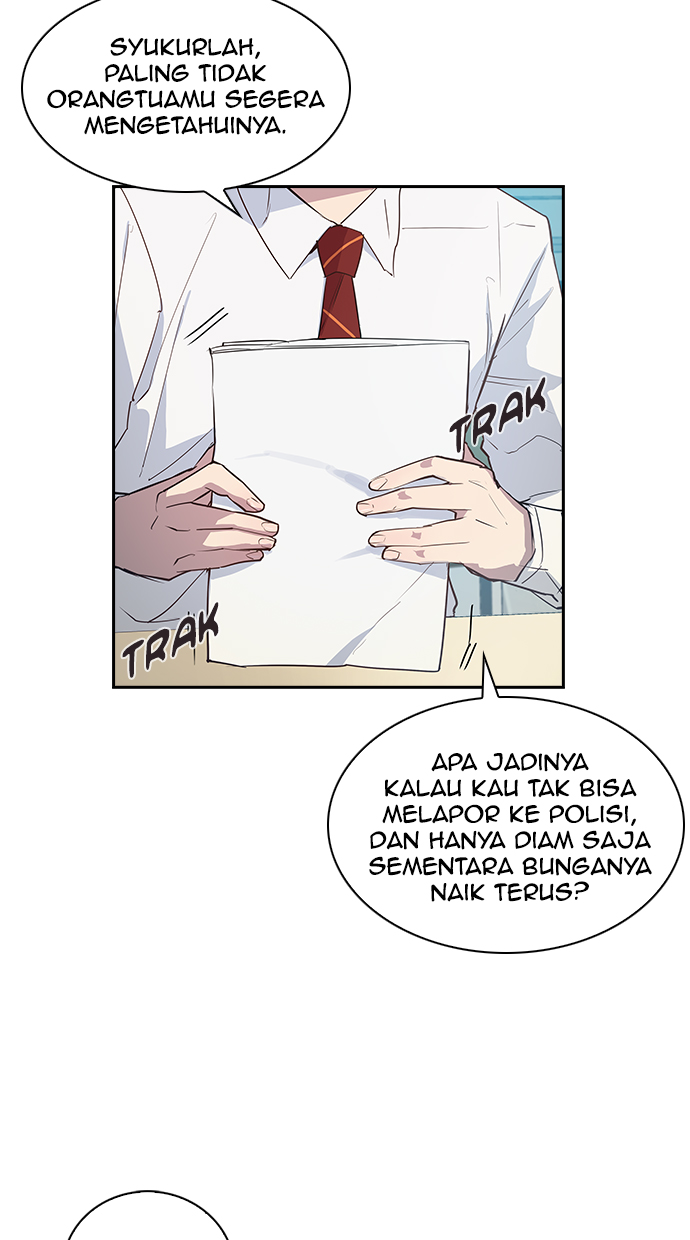 SYUKURLAH,
PALING TIDAK
ORANGTUAMU SEGERA
MENGETAHUINYA.
TRAK
TRAK
APA JADINYA
KALAU KAU TAK BISA
MELAPOR KE POLISI,
DAN HANYA DIAM SAJA
SEMENTARA BUNGANYA
NAIK TERUS?